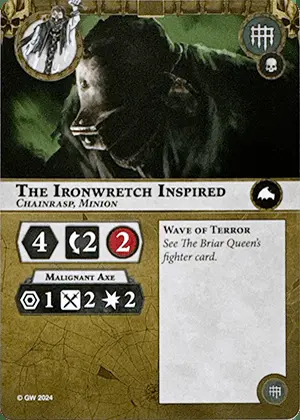 The Ironwretch Inspired
Chainrasp, Minion
4 2 2
Malignant Axe
1 2 2
Wave of Terror
See The Briar Queen's
fighter card.
© GW 2024